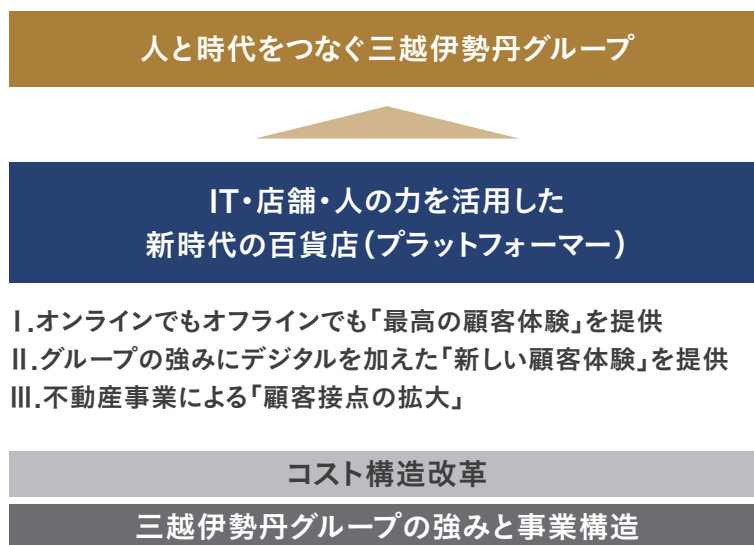 人と時代をつなぐ三越伊勢丹グループ
IT・店舗・人の力を活用した
新時代の百貨店(プラットフォーマー)
Ⅰ.オンラインでもオフラインでも「最高の顧客体験」を提供
Ⅱ.グループの強みにデジタルを加えた「新しい顧客体験」を提供
Ⅲ.不動産事業による「顧客接点の拡大」
コスト構造改革
三越伊勢丹グループの強みと事業構造